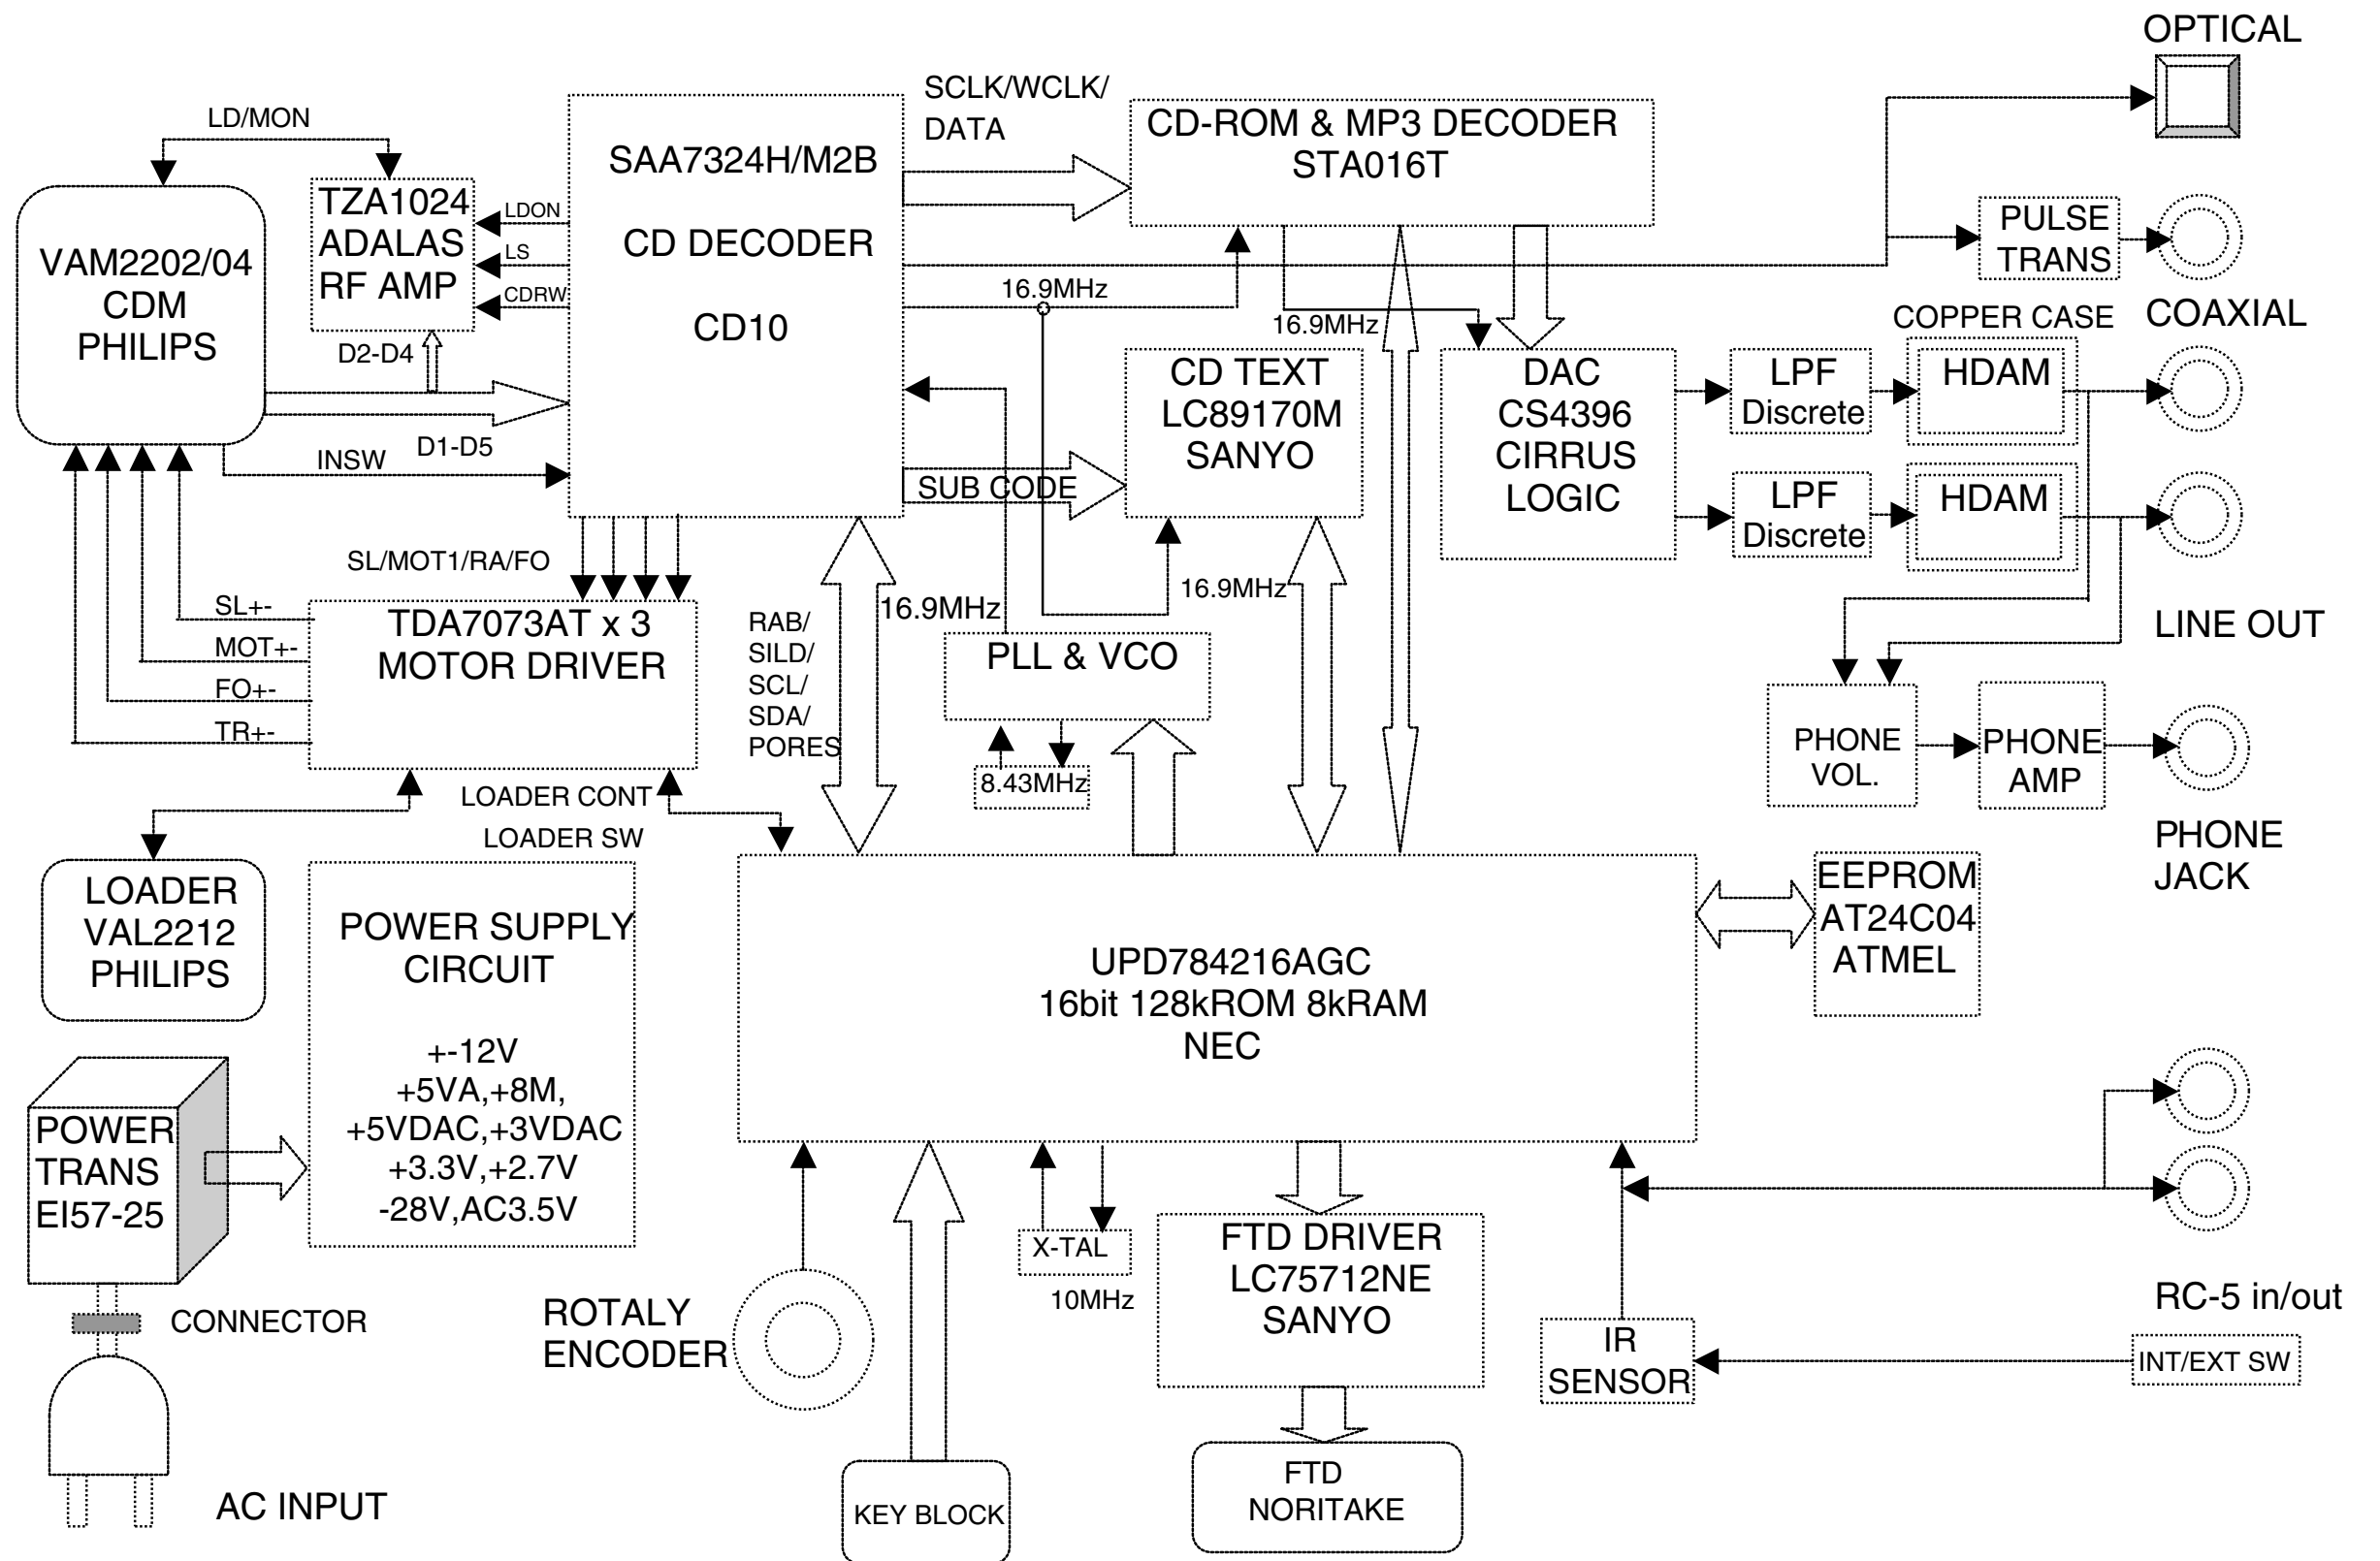 OPTICAL
SCLK/WCLK/
DATA
LD/MON
CD-ROM & MP3 DECODER
STA016T
SAA7324H/M2B
CD DECODER
CD10
TZA1024
ADALAS
RF AMP
LDON
LS
CDRW
VAM2202/04
CDM
PHILIPS
PULSE
TRANS
COAXIAL
16.9MHz
16.9MHz
COPPER CASE
D2-D4
D1-D5
INSW
CD TEXT
LC89170M
SANYO
DAC
CS4396
CIRRUS
LOGIC
LPF
Discrete
HDAM
LPF
Discrete
HDAM
SUB CODE
SL/MOT1/RA/FO
16.9MHz
16.9MHz
SL+-
MOT+-
FO+-
TR+-
TDA7073AT x 3
MOTOR DRIVER
RAB/
SILD/
SCL/
SDA/
PORES
PLL & VCO
8.43MHz
LINE OUT
PHONE
VOL.
PHONE
AMP
PHONE
JACK
LOADER CONT
LOADER SW
LOADER
VAL2212
PHILIPS
POWER SUPPLY
CIRCUIT
+-12V
+5VA,+8M,
+5VDAC,+3VDAC
+3.3V,+2.7V
-28V,AC3.5V
UPD784216AGC
16bit 128kROM 8kRAM
NEC
EEPROM
AT24C04
ATMEL
POWER
TRANS
EI57-25
CONNECTOR
AC INPUT
ROTALY
ENCODER
KEY BLOCK
X-TAL
10MHz
FTD DRIVER
LC75712NE
SANYO
FTD
NORITAKE
IR
SENSOR
RC-5 in/out
INT/EXT SW